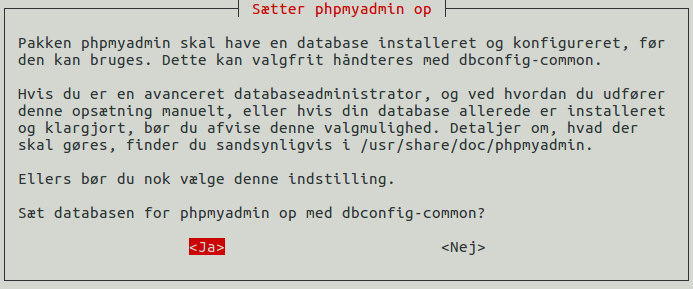 Sætter phpmyadmin op
Pakken phpmyadmin skal have en database installeret og konfigureret, før
den kan bruges. Dette kan valgfrit håndteres med dbconfig-common.
Hvis du er en avanceret databaseadministrator, og ved hvordan du udfører
denne opsætning manuelt, eller hvis din database allerede er installeret
og klargjort, bør du afvise denne valgmulighed. Detaljer om, hvad der
skal gøres, finder du sandsynligvis i /usr/share/doc/phpmyadmin.
Ellers bør du nok vælge denne indstilling.
Sæt databasen for phpmyadmin op med dbconfig-common?
<Ja> <Nej>